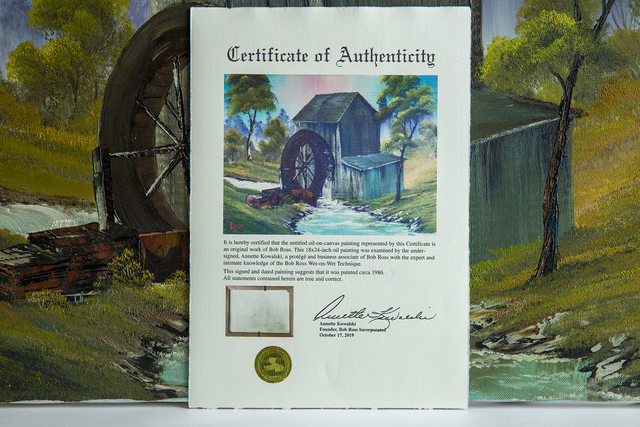 Certificate of Authenticity
Ross
It is hereby certified that the untitled oil-on-canvas painting represented by this Certificate is
an original work of Bob Ross. This 18x24-inch oil painting was examined by the under-
signed, Annette Kowalski, a protégé and business associate of Bob Ross with the expert and
intimate knowledge of the Bob Ross Wet-on-Wet Technique.
This signed and dated painting suggests that it was painted circa 1986.
All statements contained herein are true and correct.
Annette Kowalski
Annette Kowalski
Founder, Bob Ross Incorporated
October 17, 2019